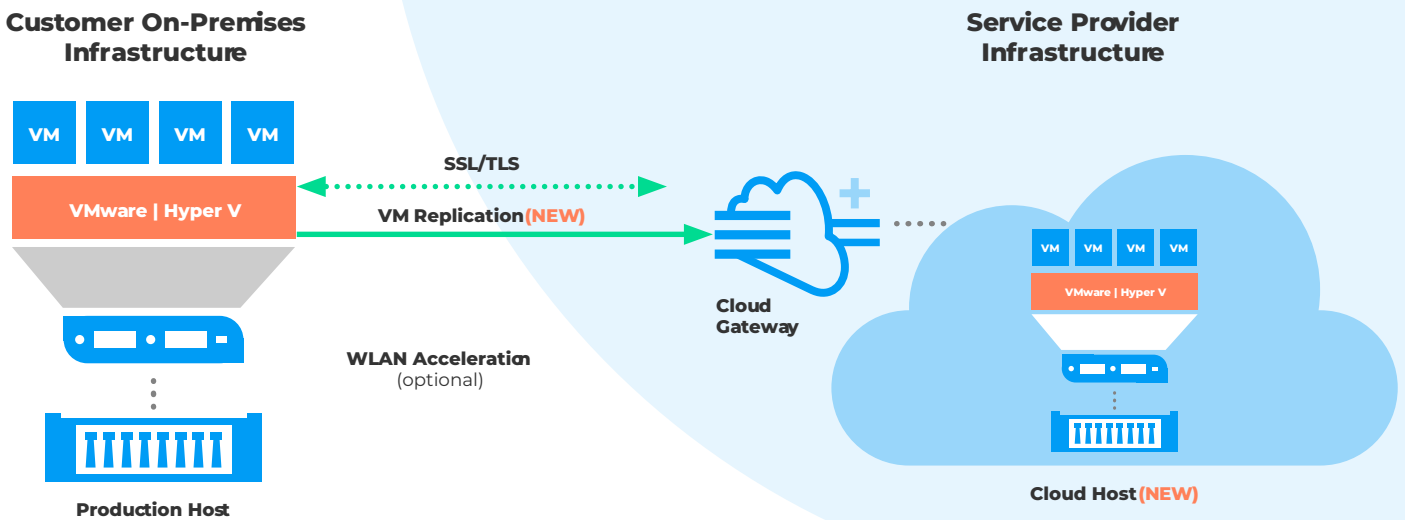 Customer On-Premises
Infrastructure
Service Provider
Infrastructure
VM VM VM VM
VMware | Hyper V
SSL/TLS
VM Replication (NEW)
Cloud
Gateway
WLAN Acceleration
(optional)
Production Host
VM VM VM VM
VMware | Hyper V
Cloud Host (NEW)